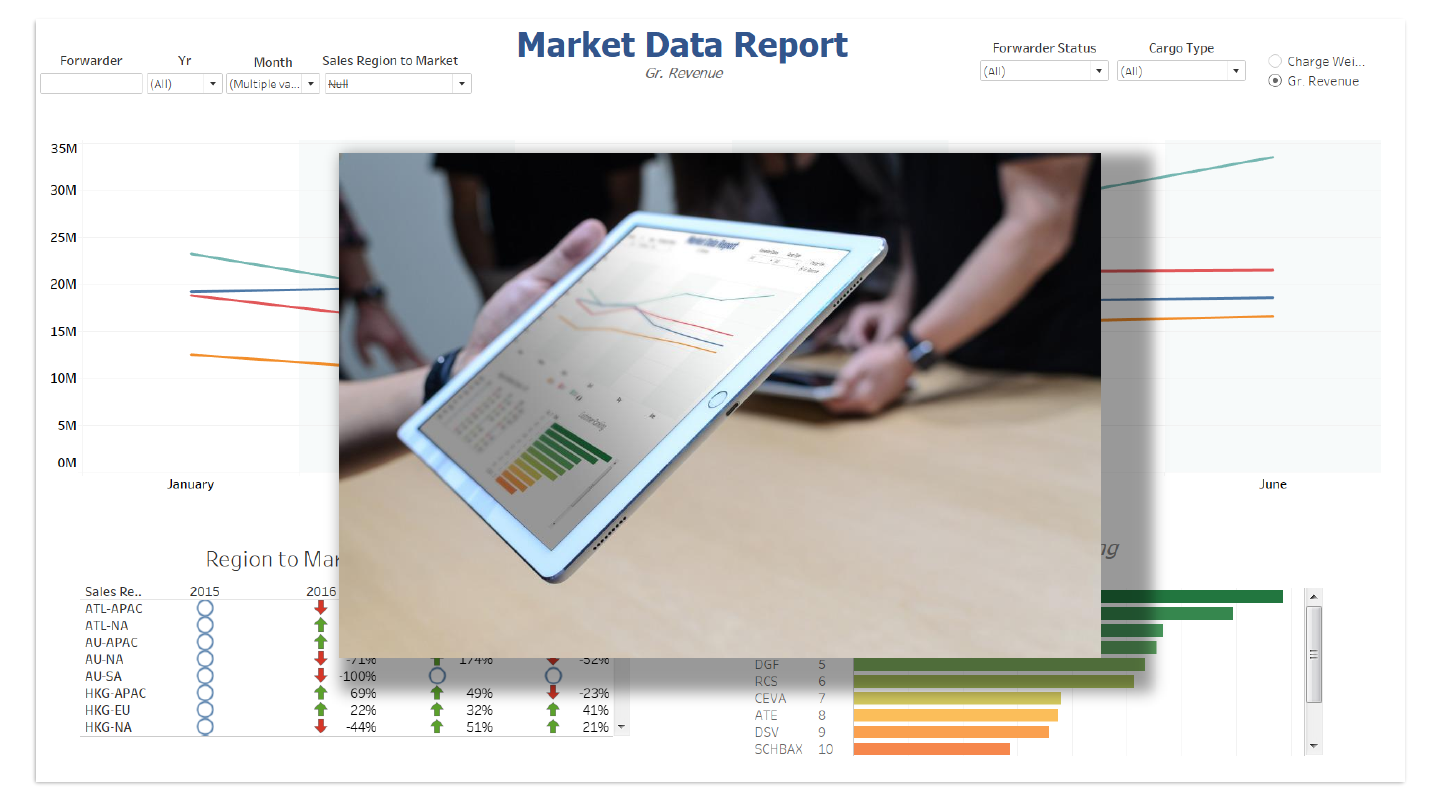 Market Data Report
Gr. Revenue
Forwarder Yr Month Sales Region to Market
(All) (Multiple va... Null
Forwarder Status Cargo Type
(All) (All)
Charge Wei...
Gr. Revenue
35M
30M
25M
20M
15M
10M
5M
0M
January June
Market Data Report
Region to Mar
Sales Re.. 2015 2016
ATL-APAC
ATL-NA
AU-APAC
AU-NA -71% 174% -52%
AU-SA -100%
HKG-APAC 69% 49% -23%
HKG-EU 22% 32% 41%
HKG-NA -44% 51% 21%
DGF 5
RCS 6
CEVA 7
ATE 8
DSV 9
SCHBAX 10